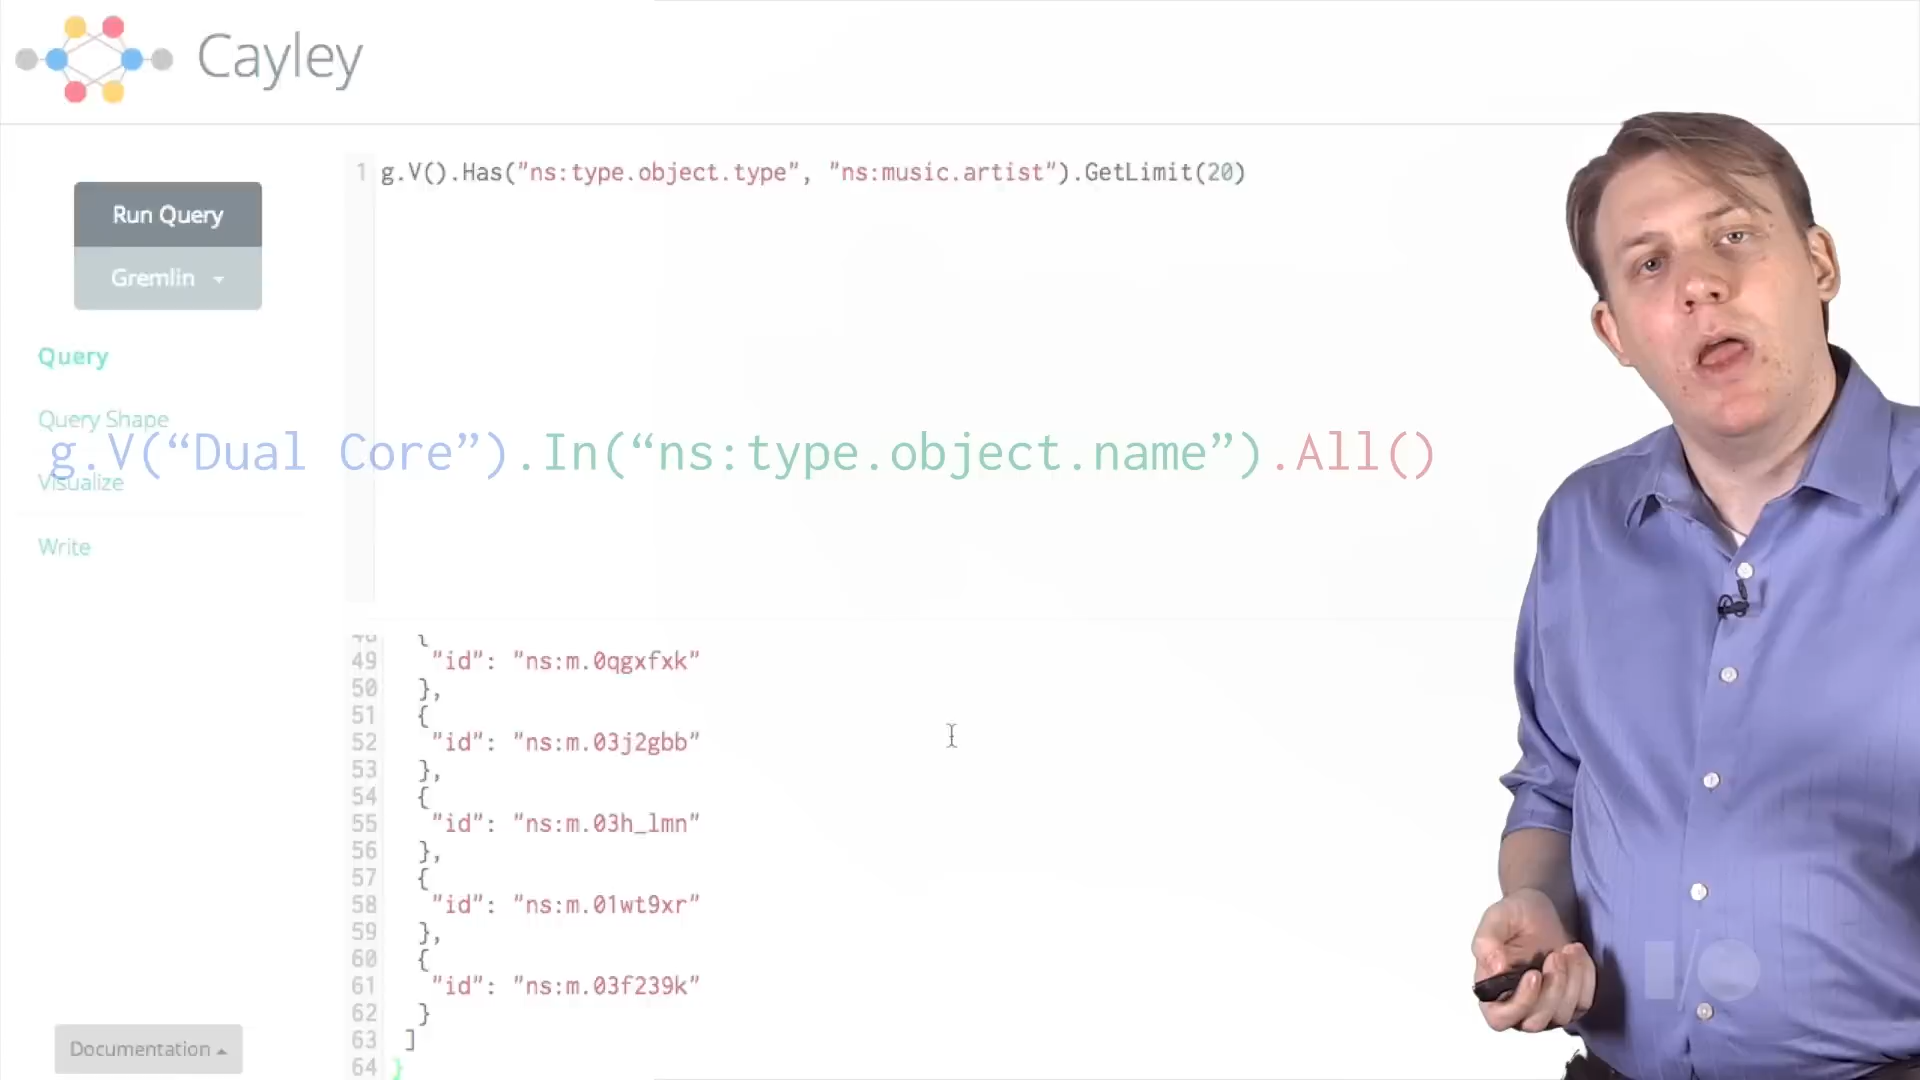 Cayley
1 g.V().Has("ns:type.object.type", "ns:music.artist").GetLimit(20)
Run Query
Gremlin
Query
Query Shape
g.V(“Dual Core”).In(“ns:type.object.name”).All()
Visualize
Write
48 {
49 "id": "ns:m.0qgxfxk"
50 },
51 {
52 "id": "ns:m.03j2gbb"
53 },
54 {
55 "id": "ns:m.03h_lmn"
56 },
57 {
58 "id": "ns:m.01wt9xr"
59 },
60 {
61 "id": "ns:m.03f239k"
62 }
63 ]
64 }
Documentation
I/O